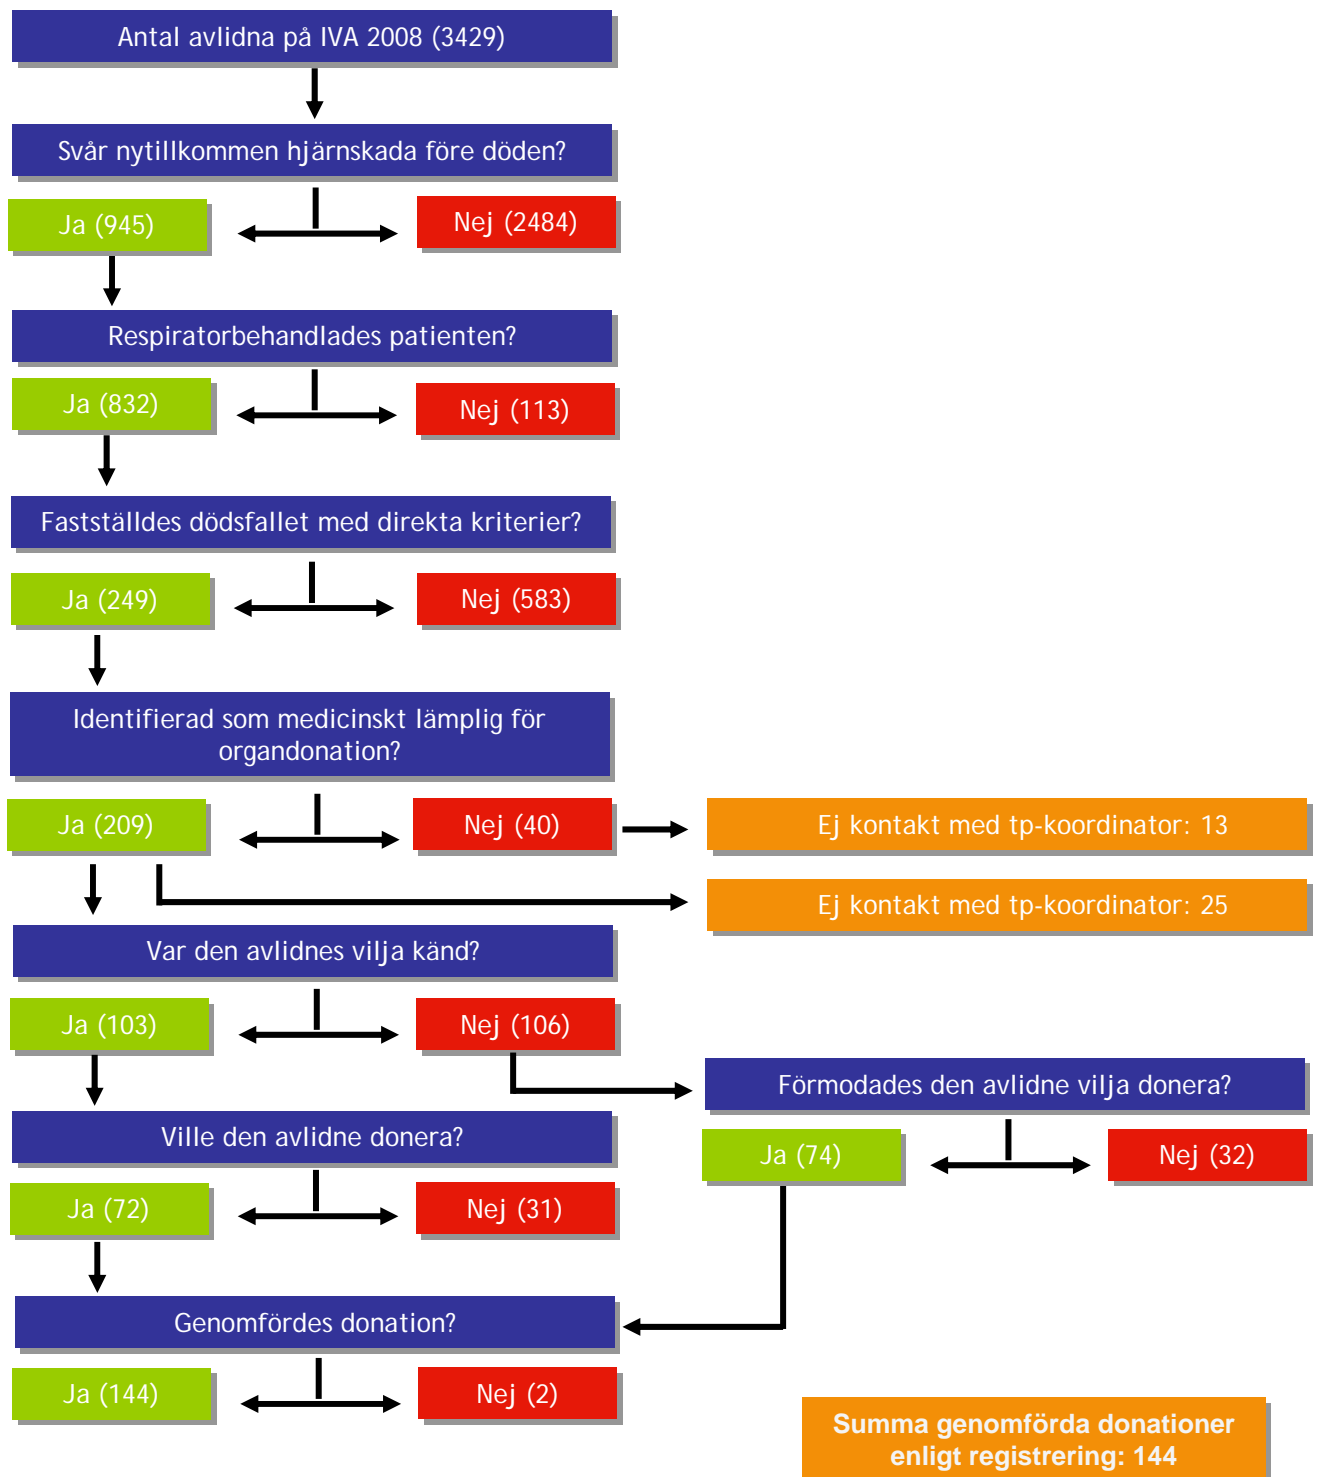 Antal avlidna på IVA 2008 (3429)
Svår nytillkommen hjärnskada före döden?
Ja (945)
Nej (2484)
Respiratorbehandlades patienten?
Ja (832)
Nej (113)
Fastställdes dödsfallet med direkta kriterier?
Ja (249)
Nej (583)
Identifierad som medicinskt lämplig för
organdonation?
Ja (209)
Nej (40)
Ej kontakt med tp-koordinator: 13
Ej kontakt med tp-koordinator: 25
Var den avlidnes vilja känd?
Ja (103)
Nej (106)
Förmodades den avlidne vilja donera?
Ja (74)
Nej (32)
Ville den avlidne donera?
Ja (72)
Nej (31)
Genomfördes donation?
Ja (144)
Nej (2)
Summa genomförda donationer
enligt registrering: 144